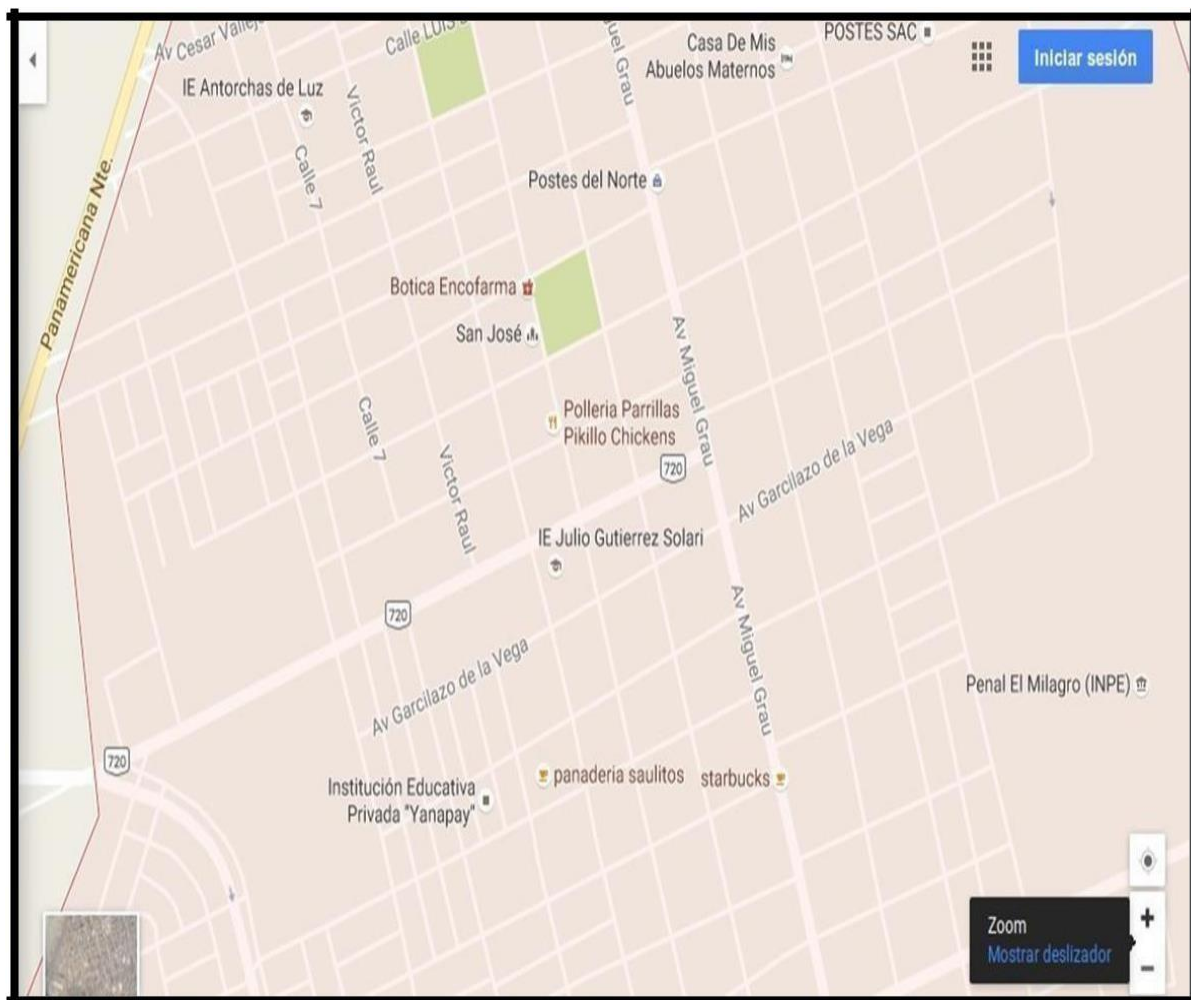 Av Cesar Vallejo
Calle LUIS
guel Grau
Casa De Mis
Abuelos Maternos
POSTES SAC
Iniciar sesión
IE Antorchas de Luz
Victor Raul
Calle 7
Panamericana Nte.
Postes del Norte
Botica Encofarma
San José
Av Miguel Grau
Polleria Parrillas
Pikillo Chickens
Calle 7
Victor Raul
720
Av Garcilazo de la Vega
IE Julio Gutierrez Solari
720
Av Miguel Grau
Av Garcilazo de la Vega
Penal El Milagro (INPE)
720
panaderia saulitos
starbucks
Institución Educativa
Privada "Yanapay"
Zoom
Mostrar deslizador
+
−